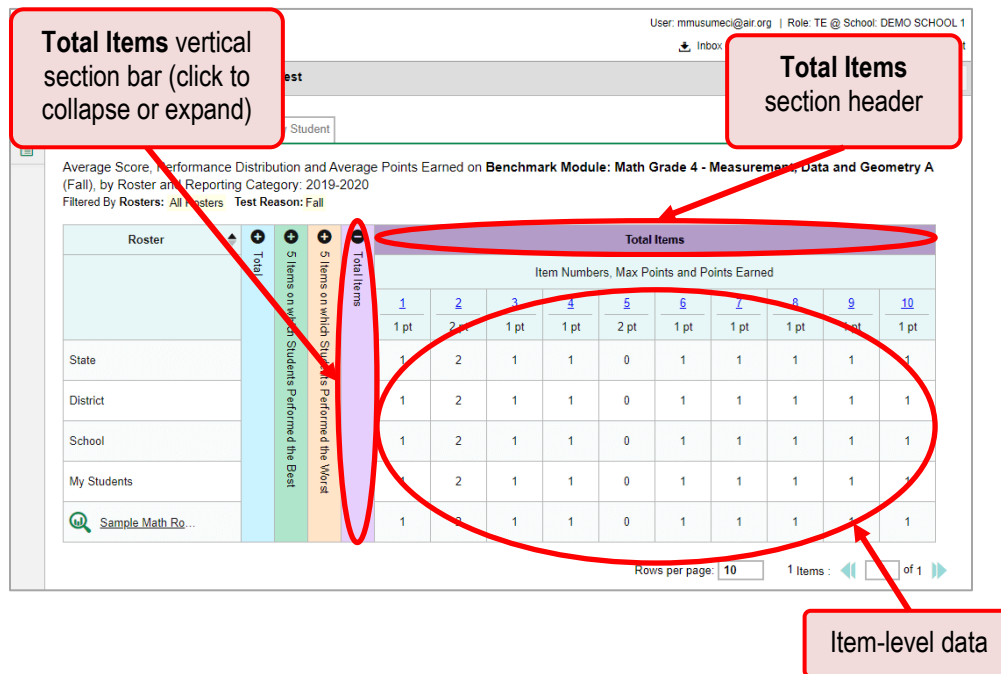 User: mmusumeci@air.org | Role: TE @ School: DEMO SCHOOL 1
Inbox
Total Items vertical
section bar (click to
collapse or expand)
Total Items
section header
est
Student
Average Score, Performance Distribution and Average Points Earned on Benchmark Module: Math Grade 4 - Measurement, Data and Geometry A
(Fall), by Roster and Reporting Category: 2019-2020
Filtered By Rosters: All Rosters Test Reason: Fall
Roster
Total
5 Items on which Students Performed the Best
5 Items on which Students Performed the Worst
Total Items
Total Items
Item Numbers, Max Points and Points Earned
1 2 3 4 5 6 7 8 9 10
1 pt 2 pt 1 pt 1 pt 2 pt 1 pt 1 pt 1 pt 1 pt 1 pt
State 1 2 1 1 0 1 1 1 1 1
District 1 2 1 1 0 1 1 1 1 1
School 1 2 1 1 0 1 1 1 1 1
My Students 1 2 1 1 0 1 1 1 1 1
Sample Math Ro... 1 2 1 1 0 1 1 1 1 1
Rows per page: 10 1 Items : of 1
Item-level data